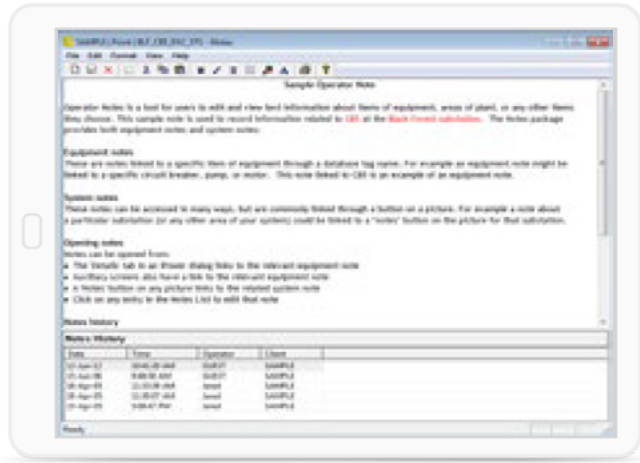 File Edit Format View Help
Sample Operator Note
Operator Notes is a tool for users to edit and view text information about items of equipment, areas of plant, or any other items
they choose. This sample note is used to record information related to CB5 at the Black Forest substation. The Notes package
provides both equipment notes and system notes:
Equipment notes
These are notes linked to a specific item of equipment through a database tag name. For example an equipment note might be
linked to a specific circuit breaker, pump, or motor. This note linked to CB5 is an example of an equipment note.
System notes
These notes can be accessed in many ways, but are commonly linked through a button on a picture. For example a note about
a particular substation (or any other area of your system) could be linked to a 'notes' button on the picture for that substation.
Opening notes
Notes can be opened from:
• The Details tab in an dialog links to the relevant equipment note
• Auxiliary screens also have a link to the relevant equipment note
• A Notes button on any picture links to the related system note
• Click on any entry in the Notes List to edit that note
Notes history
Notes History
Date Time Operator Client
GUEST SAMPLE
GUEST SAMPLE
SAMPLE
SAMPLE
SAMPLE
Ready